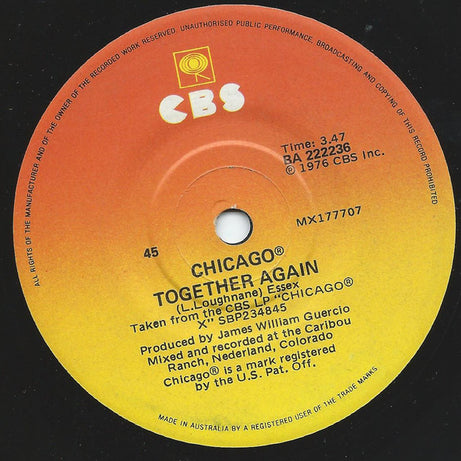 ALL RIGHTS OF THE MANUFACTURER AND OF THE OWNER OF THE RECORDED WORK RESERVED. UNAUTHORISED PUBLIC PERFORMANCE, BROADCASTING AND COPYING OF THIS RECORD PROHIBITED
CBS
Time: 3.47
BA 222236
℗ 1976 CBS Inc.
MX177707
45
CHICAGO®
TOGETHER AGAIN
(L.Loughnane) Essex
Taken from the CBS LP "CHICAGO®
X" SBP234845
Produced by James William Guercio
Mixed and recorded at the Caribou
Ranch, Nederland, Colorado
Chicago® is a mark registered
by the U.S. Pat. Off.
MADE IN AUSTRALIA BY A REGISTERED USER OF THE TRADE MARKS